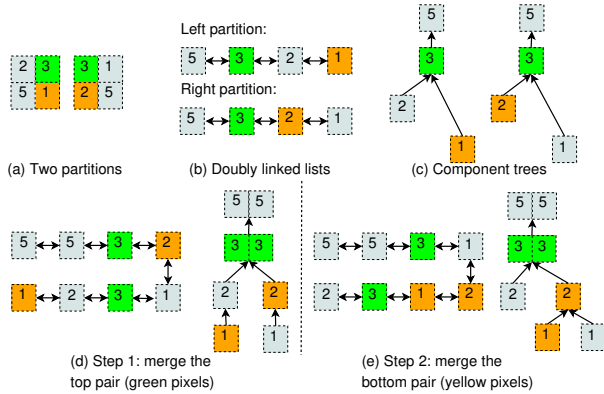 Left partition:
5 3 2 1
Right partition:
5 3 2 1
2 3 3 1
5 1 2 5
5 5
3 3
2 2
1 1
(a) Two partitions
(b) Doubly linked lists
(c) Component trees
5 5 3 2
1 2 3 1
5 5
3 3
2 2
1 1
5 5 3 1
2 3 1 2
5 5
3 3
2 2
1 1
(d) Step 1: merge the
top pair (green pixels)
(e) Step 2: merge the
bottom pair (yellow pixels)